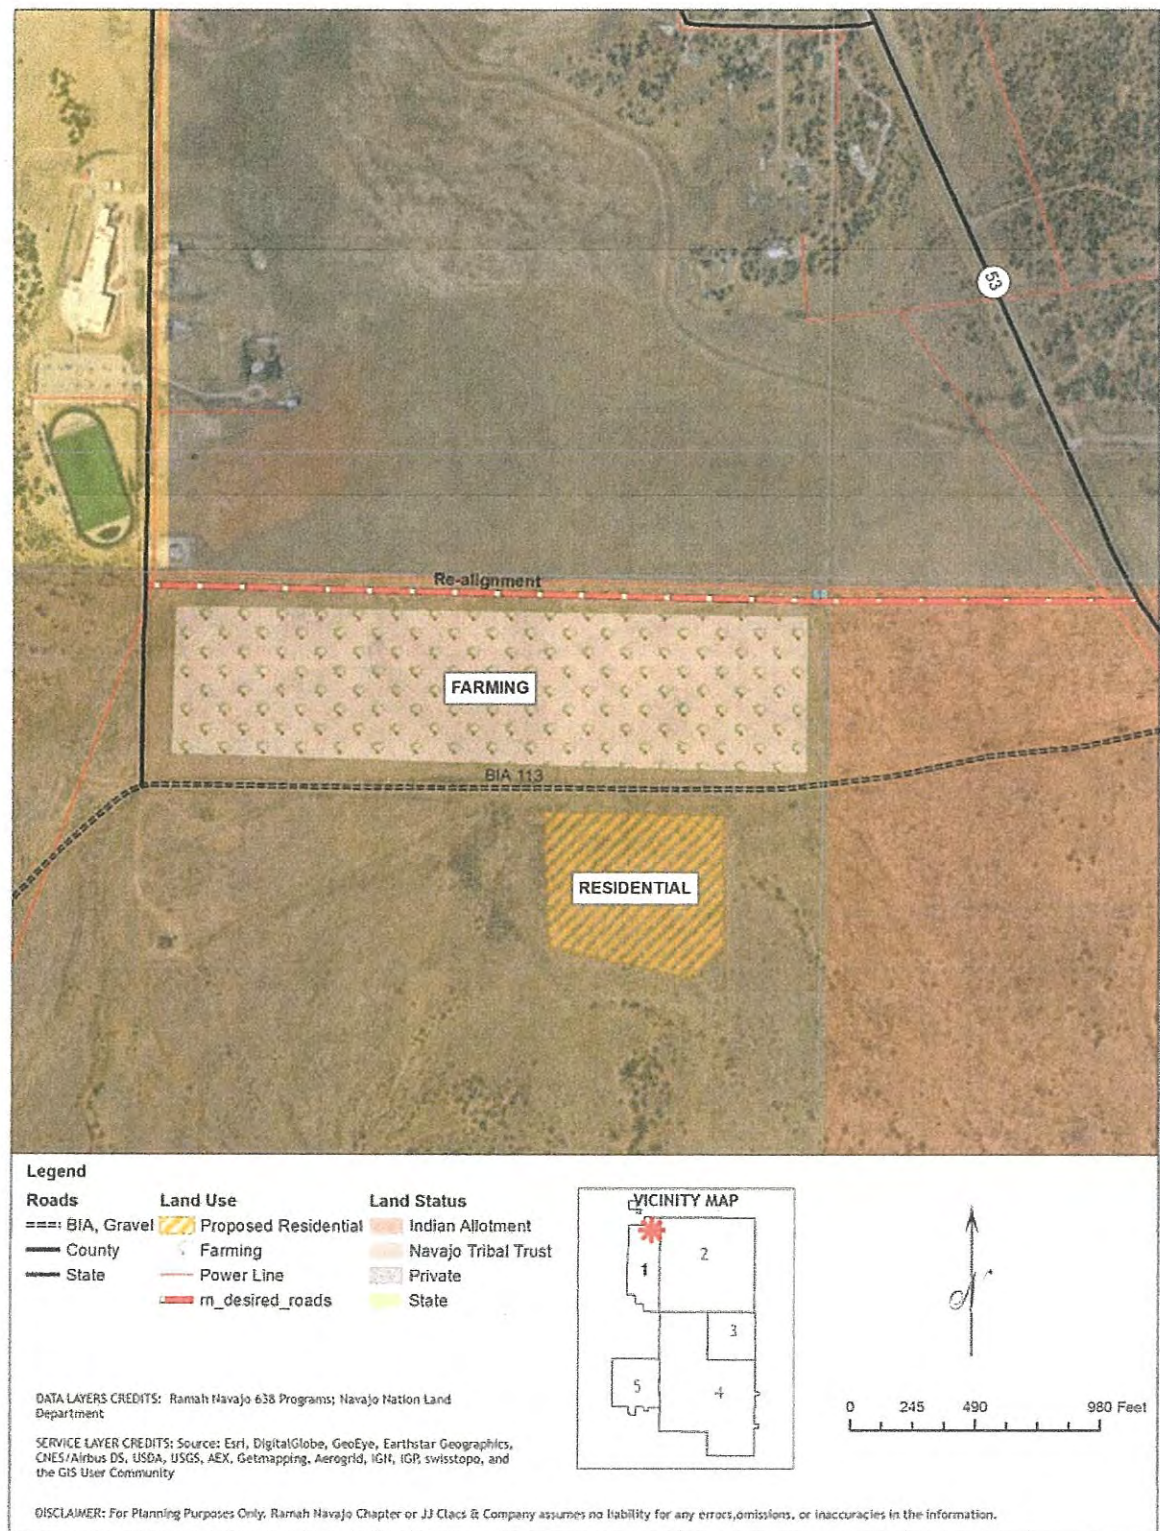 53
Re-alignment
FARMING
BIA 113
RESIDENTIAL
Legend
Roads
BIA, Gravel
County
State
Land Use
Proposed Residential
Farming
Power Line
rn_desired_roads
Land Status
Indian Allotment
Navajo Tribal Trust
Private
State
VICINITY MAP
1
2
3
4
5
N
0 245 490 980 Feet
DATA LAYERS CREDITS: Ramah Navajo 638 Programs; Navajo Nation Land
Department
SERVICE LAYER CREDITS: Source: Esri, DigitalGlobe, GeoEye, Earthstar Geographics,
CNES/Airbus DS, USDA, USGS, AEX, Getmapping, Aerogrid, IGN, IGP, swisstopo, and
the GIS User Community
DISCLAIMER: For Planning Purposes Only. Ramah Navajo Chapter or JJ Clacs & Company assumes no liability for any errors,omissions, or inaccuracies in the information.